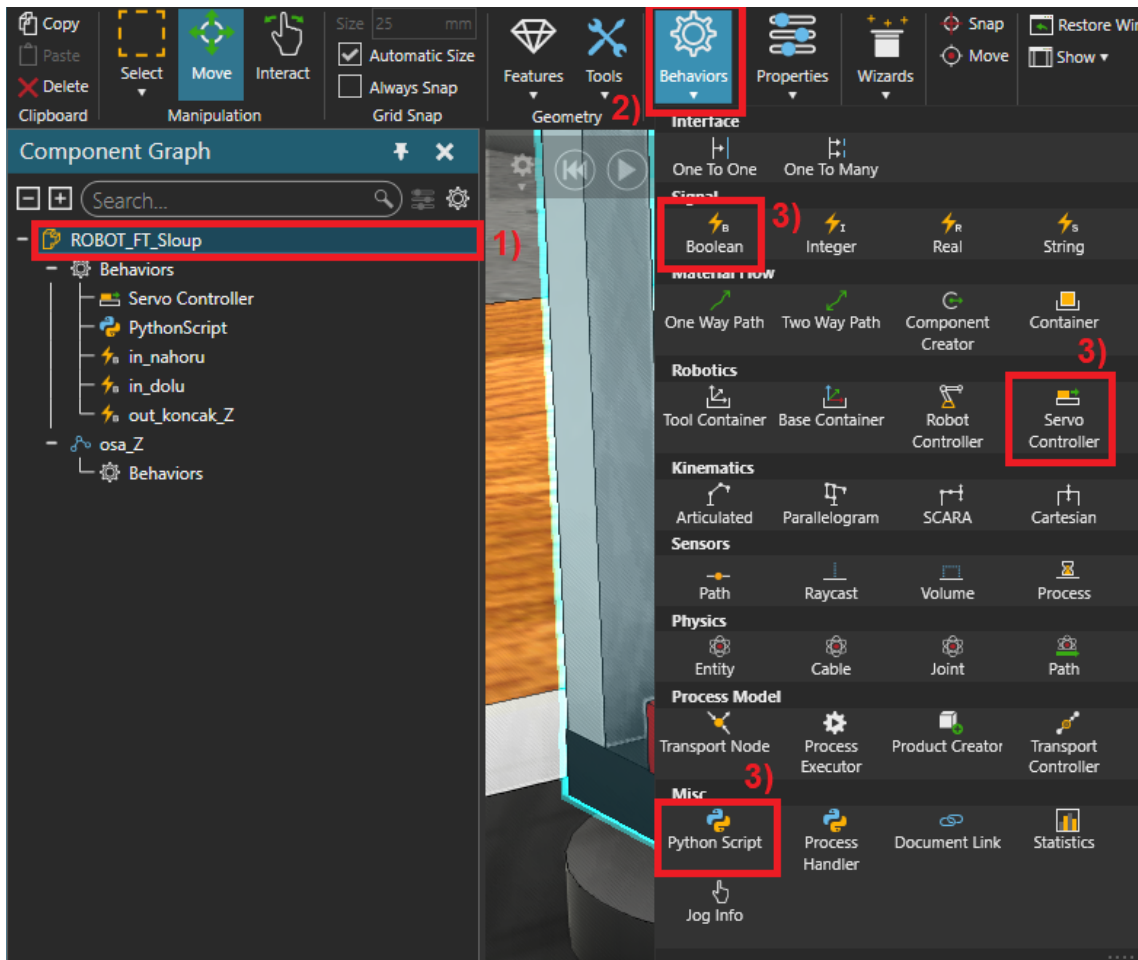 Copy
Paste
Delete
Clipboard
Select
Move
Interact
Manipulation
Size 25 mm
Automatic Size
Always Snap
Grid Snap
Features
Tools
Geometry
2)
Behaviors
Properties
Wizards
Snap
Move
Restore Win
Show
Component Graph
Search...
ROBOT_FT_Sloup
1)
Behaviors
Servo Controller
PythonScript
in_nahoru
in_dolu
out_koncak_Z
osa_Z
Behaviors
Interface
One To One One To Many
Signal
3)
B I R S
Boolean Integer Real String
Material Flow
One Way Path Two Way Path Component Creator Container
3)
Robotics
Tool Container Base Container Robot Controller Servo Controller
Kinematics
Articulated Parallelogram SCARA Cartesian
Sensors
Path Raycast Volume Process
Physics
Entity Cable Joint Path
Process Model
Transport Node Process Executor Product Creator Transport Controller
3)
Misc
Python Script Process Handler Document Link Statistics
Jog Info